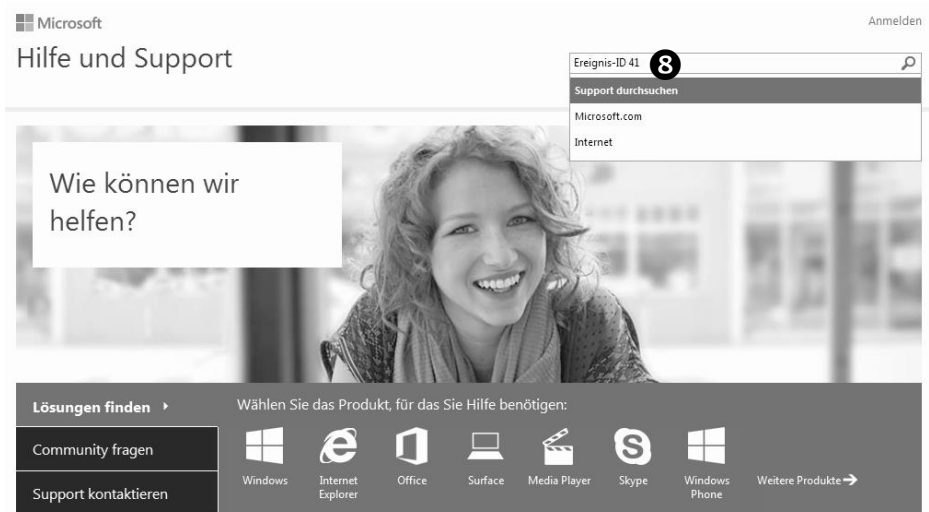 Microsoft
Anmelden
Hilfe und Support
Ereignis-ID 41
8
Support durchsuchen
Microsoft.com
Internet
Wie können wir
helfen?
Lösungen finden
Wählen Sie das Produkt, für das Sie Hilfe benötigen:
Community fragen
Support kontaktieren
Windows
Internet
Explorer
Office
Surface
Media Player
Skype
Windows
Phone
Weitere Produkte